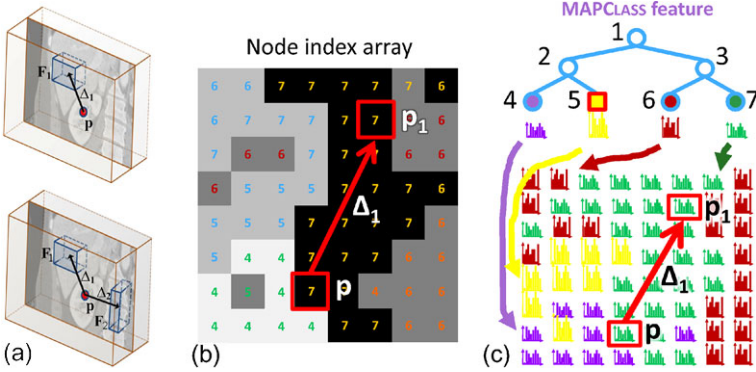 MAPCLASS feature
Node index array
1
2
3
4 5 6 7
F₁
Δ₁
p
F₁
Δ₁
Δ₂
p
F₂
6 6 7 7 7 7 7 6
6 6 7 7 7 7
p₁
7 6 6 7 7 7 6 6
6 5 5 7 7 6
Δ₁
5 5 5 7 7 7 6 6
5 4 4 7 7 7 6 6
4 5 4 7
p
6 6
4 4 4 4 7 7 6 6
p₁
Δ₁
p
(a) (b) (c)